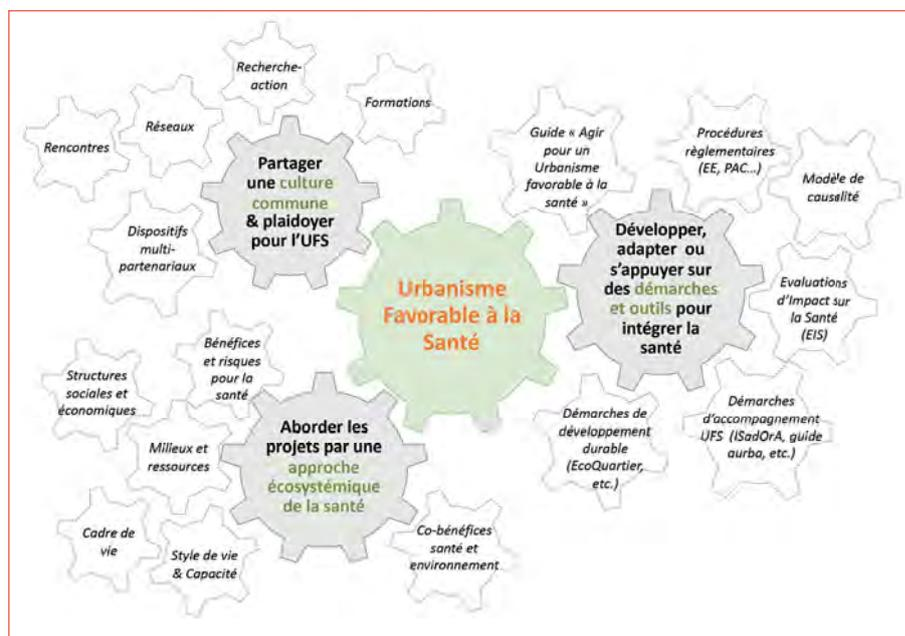 Recherche-
action
Formations
Réseaux
Rencontres
Partager
une culture
commune
& plaidoyer
pour l'UFS
Dispositifs
multi-
partenariaux
Guide « Agir
pour un
Urbanisme
favorable à la
santé »
Procédures
règlementaires
(EE, PAC...)
Modèle de
causalité
Développer,
adapter ou
s'appuyer sur
des démarches
et outils pour
intégrer la
santé
Evaluations
d'Impact sur
la Santé
(EIS)
Démarches
d'accompagnement
UFS (ISadOrA, guide
aurba, etc.)
Démarches de
développement
durable
(EcoQuartier,
etc.)
Urbanisme
Favorable à la
Santé
Bénéfices
et risques
pour la
santé
Structures
sociales et
économiques
Milieux et
ressources
Aborder les
projets par une
approche
écosystémique
de la santé
Cadre de
vie
Style de vie
& Capacité
Co-bénéfices
santé et
environnement